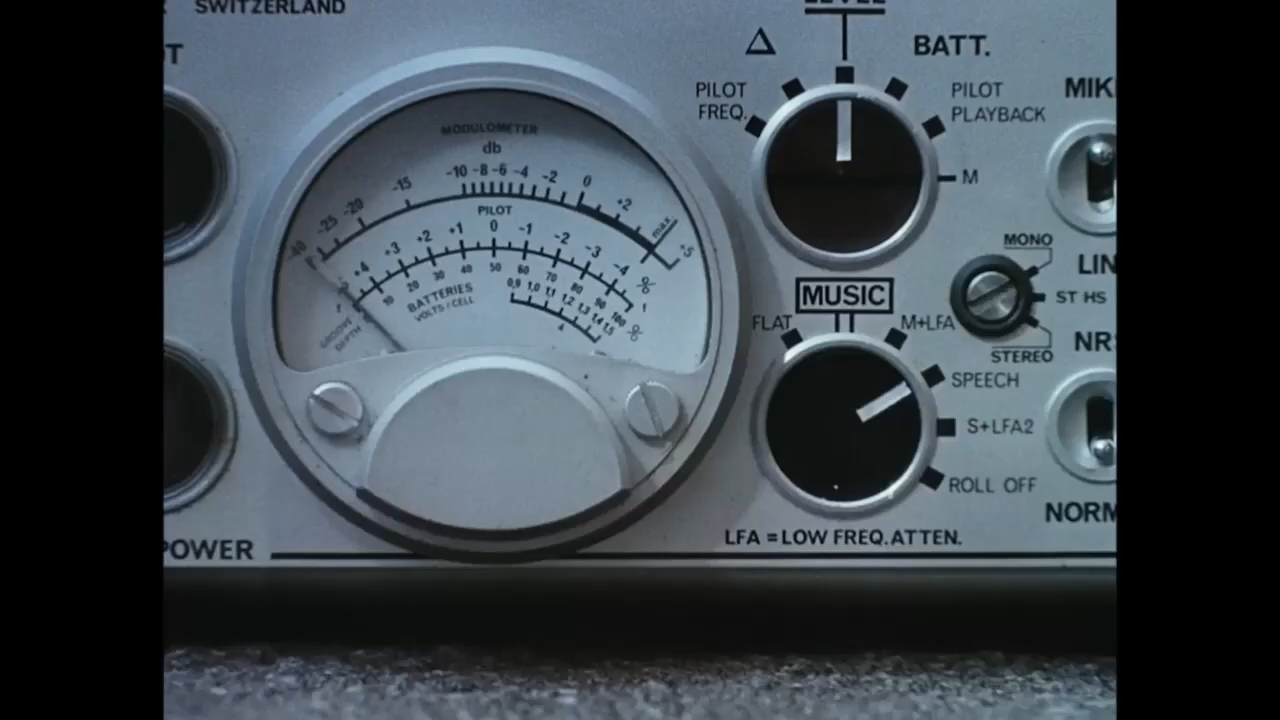 SWITZERLAND
LEVEL
BATT.
PILOT
FREQ.
PILOT
PLAYBACK
MIK
M
MODULOMETER
db
-40 -25 -20 -15 -10 -8 -6 -4 -2 0 +2 max. +5
PILOT
+4 +3 +2 +1 0 -1 -2 -3 -4 %
10 20 30 40 50 60 70 80 90 100 %
BATTERIES
VOLTS / CELL
0,9 1,0 1,1 1,2 1,3 1,4 1,5
GROOVE
DEPTH
MONO
LIN
ST HS
STEREO
MUSIC
FLAT
M+LFA
SPEECH
S+LFA2
ROLL OFF
NORM
LFA = LOW FREQ. ATTEN.
POWER